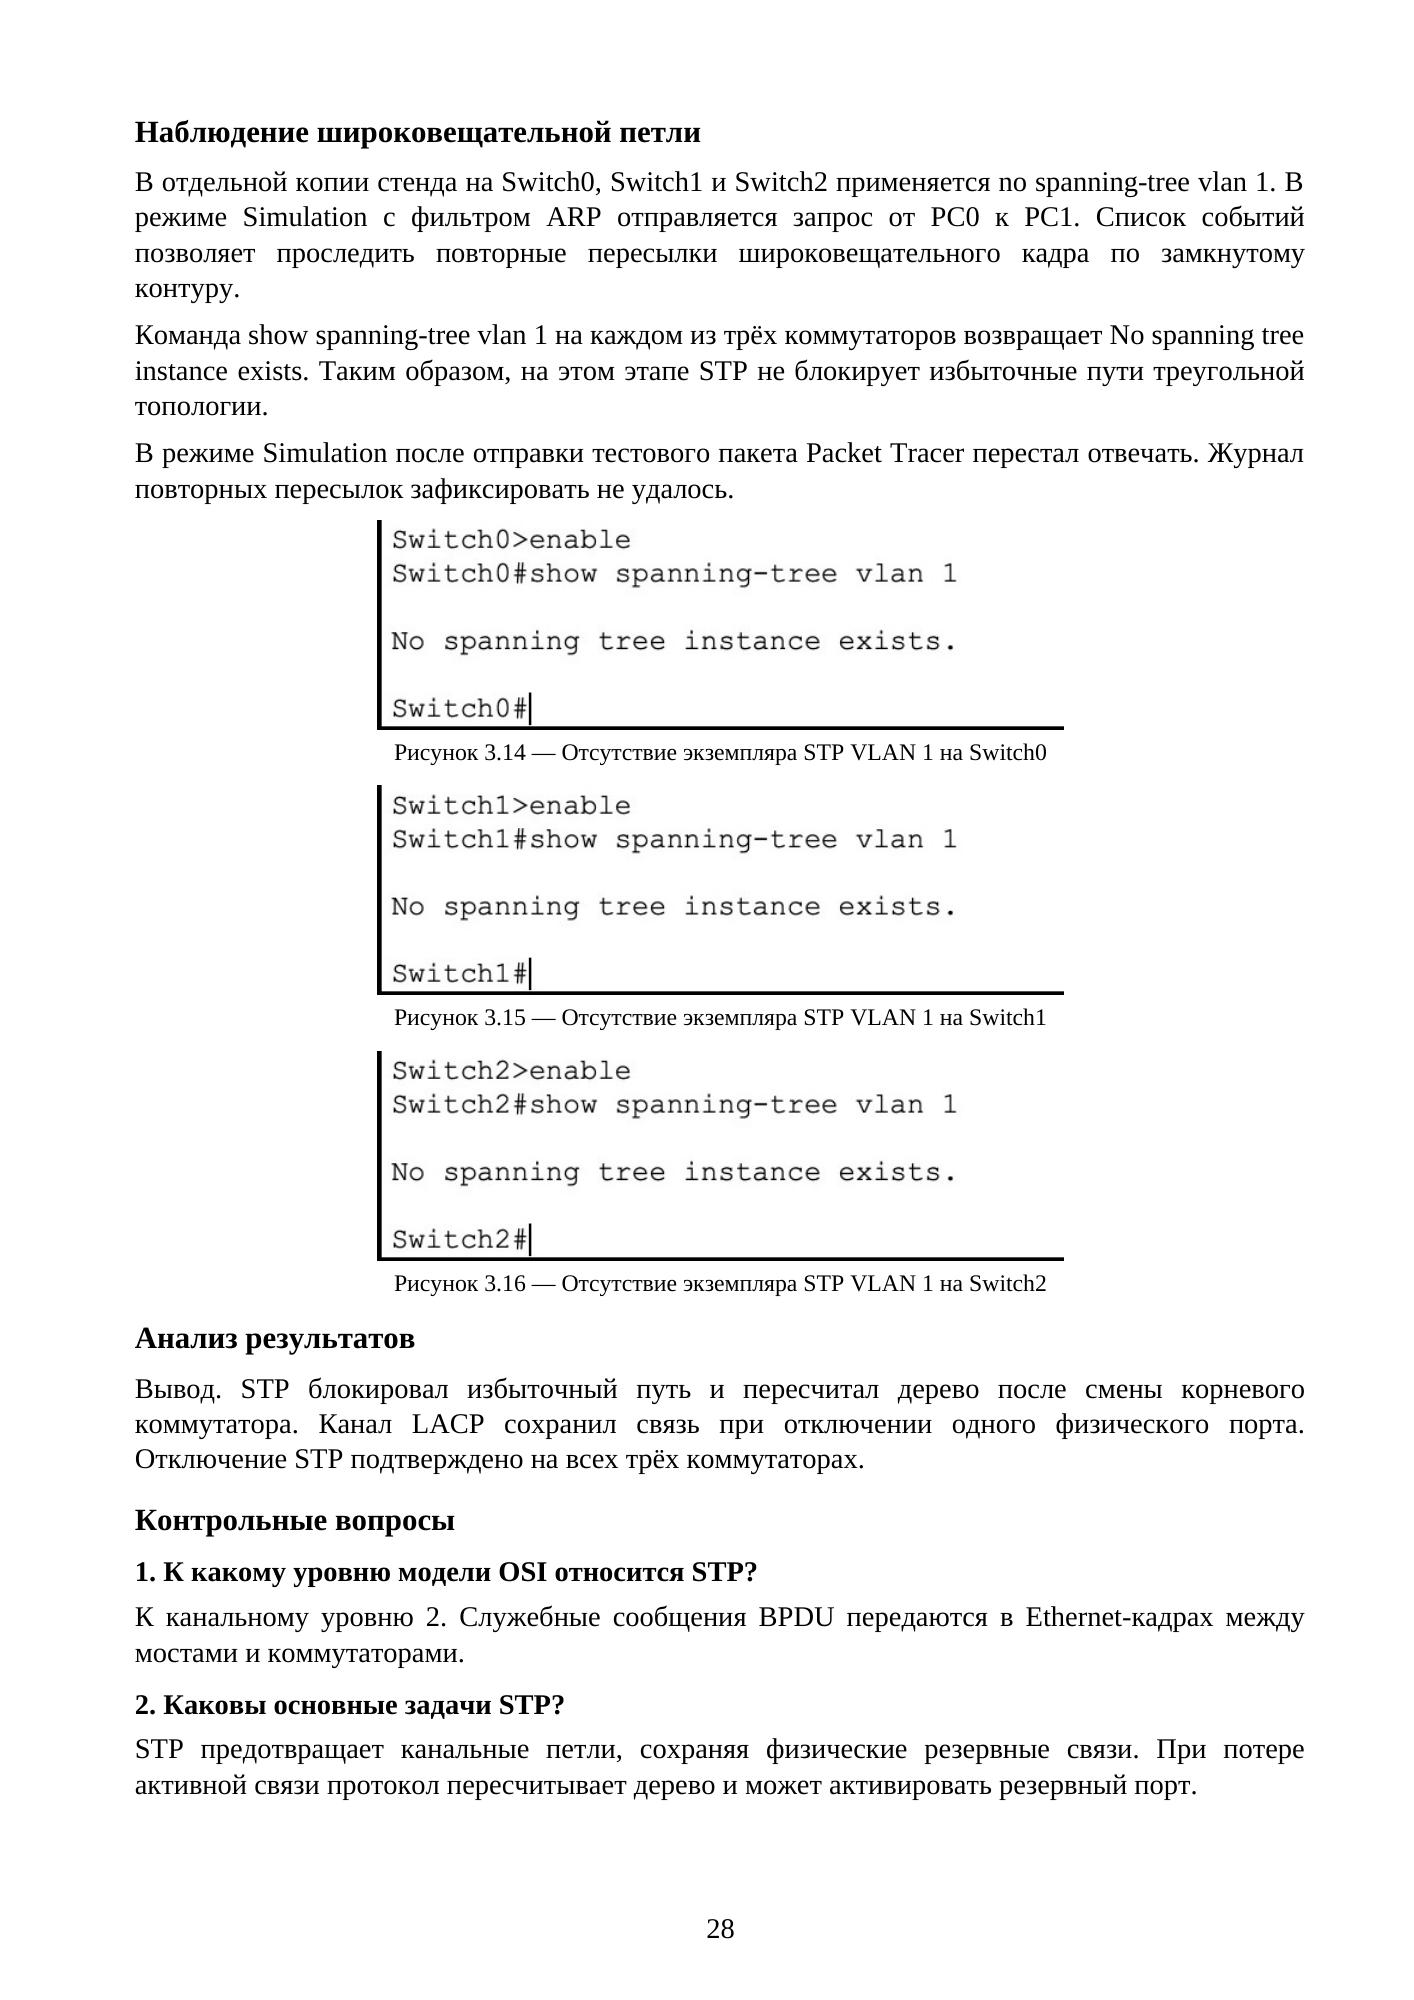 Наблюдение широковещательной петли
В отдельной копии стенда на Switch0, Switch1 и Switch2 применяется no spanning-tree vlan 1. В
режиме Simulation с фильтром ARP отправляется запрос от PC0 к PC1. Список событий
позволяет проследить повторные пересылки широковещательного кадра по замкнутому
контуру.
Команда show spanning-tree vlan 1 на каждом из трёх коммутаторов возвращает No spanning tree
instance exists. Таким образом, на этом этапе STP не блокирует избыточные пути треугольной
топологии.
В режиме Simulation после отправки тестового пакета Packet Tracer перестал отвечать. Журнал
повторных пересылок зафиксировать не удалось.
Switch0>enable
Switch0#show spanning-tree vlan 1
No spanning tree instance exists.
Switch0#
Рисунок 3.14 — Отсутствие экземпляра STP VLAN 1 на Switch0
Switch1>enable
Switch1#show spanning-tree vlan 1
No spanning tree instance exists.
Switch1#
Рисунок 3.15 — Отсутствие экземпляра STP VLAN 1 на Switch1
Switch2>enable
Switch2#show spanning-tree vlan 1
No spanning tree instance exists.
Switch2#
Рисунок 3.16 — Отсутствие экземпляра STP VLAN 1 на Switch2
Анализ результатов
Вывод. STP блокировал избыточный путь и пересчитал дерево после смены корневого
коммутатора. Канал LACP сохранил связь при отключении одного физического порта.
Отключение STP подтверждено на всех трёх коммутаторах.
Контрольные вопросы
1. К какому уровню модели OSI относится STP?
К канальному уровню 2. Служебные сообщения BPDU передаются в Ethernet-кадрах между
мостами и коммутаторами.
2. Каковы основные задачи STP?
STP предотвращает канальные петли, сохраняя физические резервные связи. При потере
активной связи протокол пересчитывает дерево и может активировать резервный порт.
28